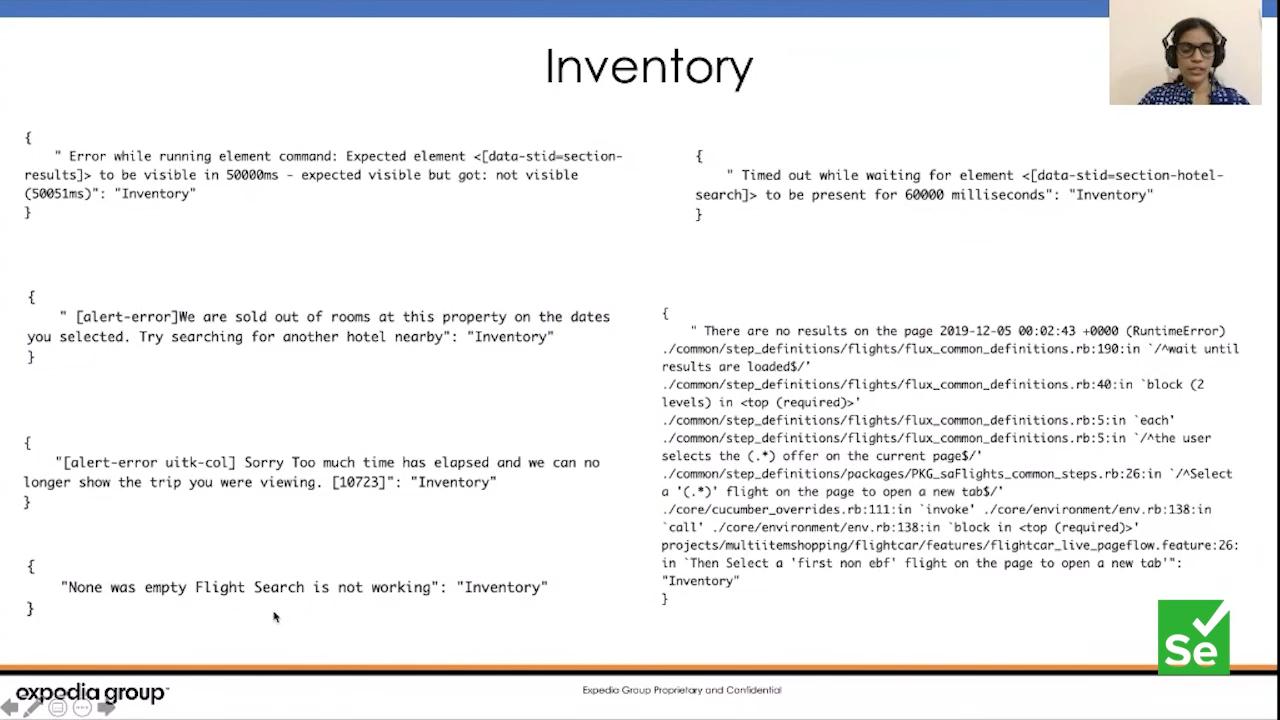 Inventory
{
" Error while running element command: Expected element <[data-stid=section-
results]> to be visible in 50000ms - expected visible but got: not visible
(50051ms)": "Inventory"
}
{
" [alert-error]We are sold out of rooms at this property on the dates
you selected. Try searching for another hotel nearby": "Inventory"
}
{
"[alert-error uitk-col] Sorry Too much time has elapsed and we can no
longer show the trip you were viewing. [10723]": "Inventory"
}
{
"None was empty Flight Search is not working": "Inventory"
}
{
" Timed out while waiting for element <[data-stid=section-hotel-
search]> to be present for 60000 milliseconds": "Inventory"
}
{
" There are no results on the page 2019-12-05 00:02:43 +0000 (RuntimeError)
./common/step_definitions/flights/flux_common_definitions.rb:190:in `/^wait until
results are loaded$/'
./common/step_definitions/flights/flux_common_definitions.rb:40:in `block (2
levels) in <top (required)>'
./common/step_definitions/flights/flux_common_definitions.rb:5:in `each'
./common/step_definitions/flights/flux_common_definitions.rb:5:in `/^the user
selects the (.*) offer on the current page$/'
./common/step_definitions/packages/PKG_saFlights_common_steps.rb:26:in `/^Select
a '(.*)' flight on the page to open a new tab$/'
./core/cucumber_overrides.rb:111:in `invoke' ./core/environment/env.rb:138:in
`call' ./core/environment/env.rb:138:in `block in <top (required)>'
projects/multiitemshopping/flightcar/features/flightcar_live_pageflow.feature:26:
in `Then Select a 'first non ebf' flight on the page to open a new tab'":
"Inventory"
}
Se
expedia group™
Expedia Group Proprietary and Confidential